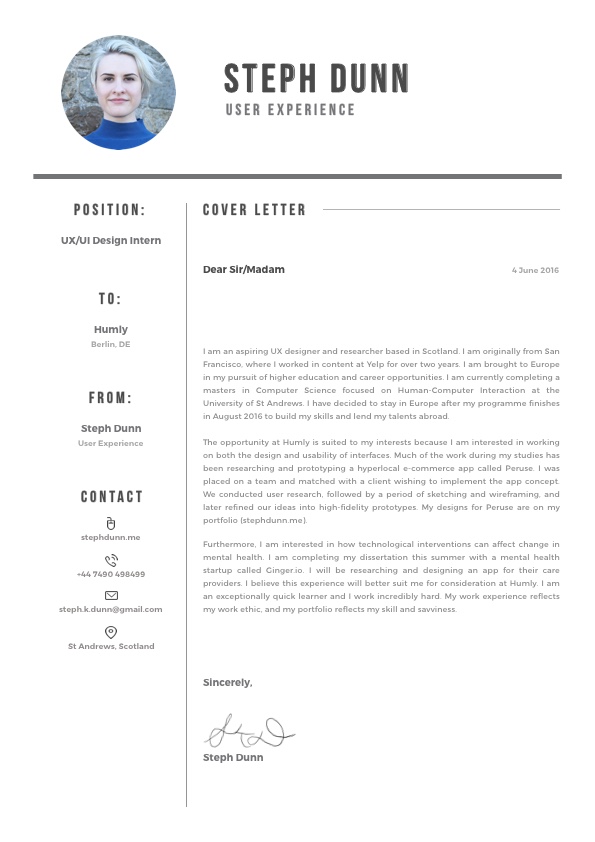 STEPH DUNN
USER EXPERIENCE
POSITION:
UX/UI Design Intern
TO:
Humly
Berlin, DE
FROM:
Steph Dunn
User Experience
CONTACT
stephdunn.me
+44 7490 498499
steph.k.dunn@gmail.com
St Andrews, Scotland
COVER LETTER
Dear Sir/Madam
4 June 2016
I am an aspiring UX designer and researcher based in Scotland. I am originally from San
Francisco, where I worked in content at Yelp for over two years. I am brought to Europe
in my pursuit of higher education and career opportunities. I am currently completing a
masters in Computer Science focused on Human-Computer Interaction at the
University of St Andrews. I have decided to stay in Europe after my programme finishes
in August 2016 to build my skills and lend my talents abroad.
The opportunity at Humly is suited to my interests because I am interested in working
on both the design and usability of interfaces. Much of the work during my studies has
been researching and prototyping a hyperlocal e-commerce app called Peruse. I was
placed on a team and matched with a client wishing to implement the app concept.
We conducted user research, followed by a period of sketching and wireframing, and
later refined our ideas into high-fidelity prototypes. My designs for Peruse are on my
portfolio (stephdunn.me).
Furthermore, I am interested in how technological interventions can affect change in
mental health. I am completing my dissertation this summer with a mental health
startup called Ginger.io. I will be researching and designing an app for their care
providers. I believe this experience will better suit me for consideration at Humly. I am
an exceptionally quick learner and I work incredibly hard. My work experience reflects
my work ethic, and my portfolio reflects my skill and savviness.
Sincerely,
Steph Dunn